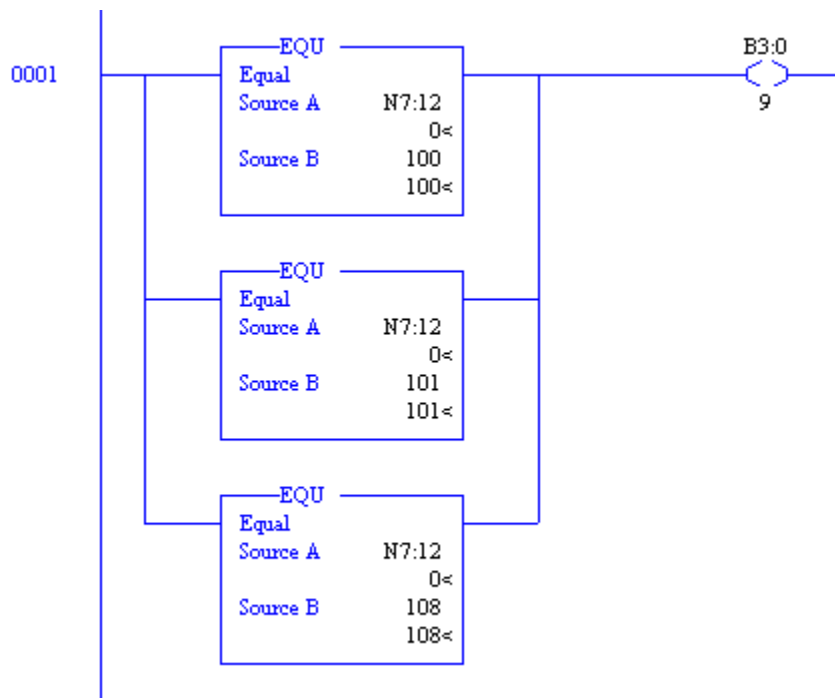 0001
EQU
Equal
Source A N7:12
0<
Source B 100
100<
B3:0
9
EQU
Equal
Source A N7:12
0<
Source B 101
101<
EQU
Equal
Source A N7:12
0<
Source B 108
108<